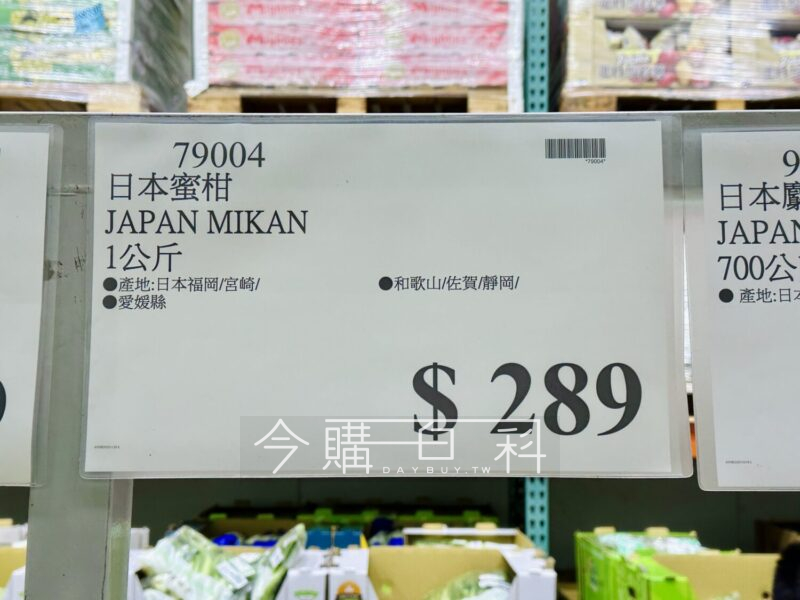 79004
*79004*
日本蜜柑
JAPAN MIKAN
1公斤
●產地:日本福岡/宮崎/
●和歌山/佐賀/靜岡/
●愛媛縣
$ 289
今購百科
DAYBUY.TW
9
日本
JAPAN
700公
● 產地:日本